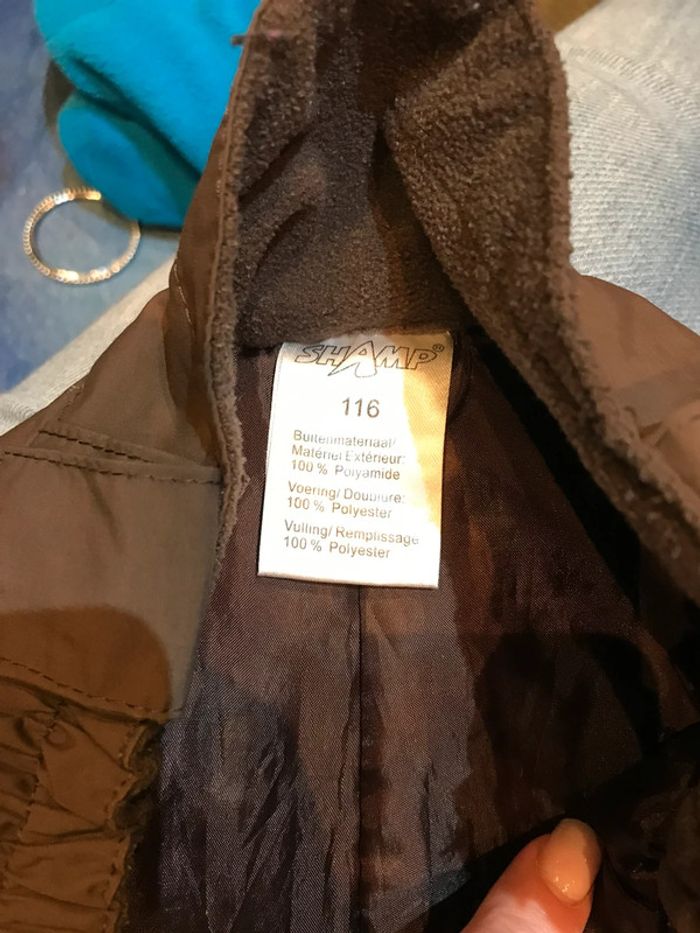 SHAMP®
116
Buitenmateriaal/
Matériel Extérieur:
100 % Polyamide
Voering/ Doublure:
100 % Polyester
Vulling/ Remplissage
100 % Polyester